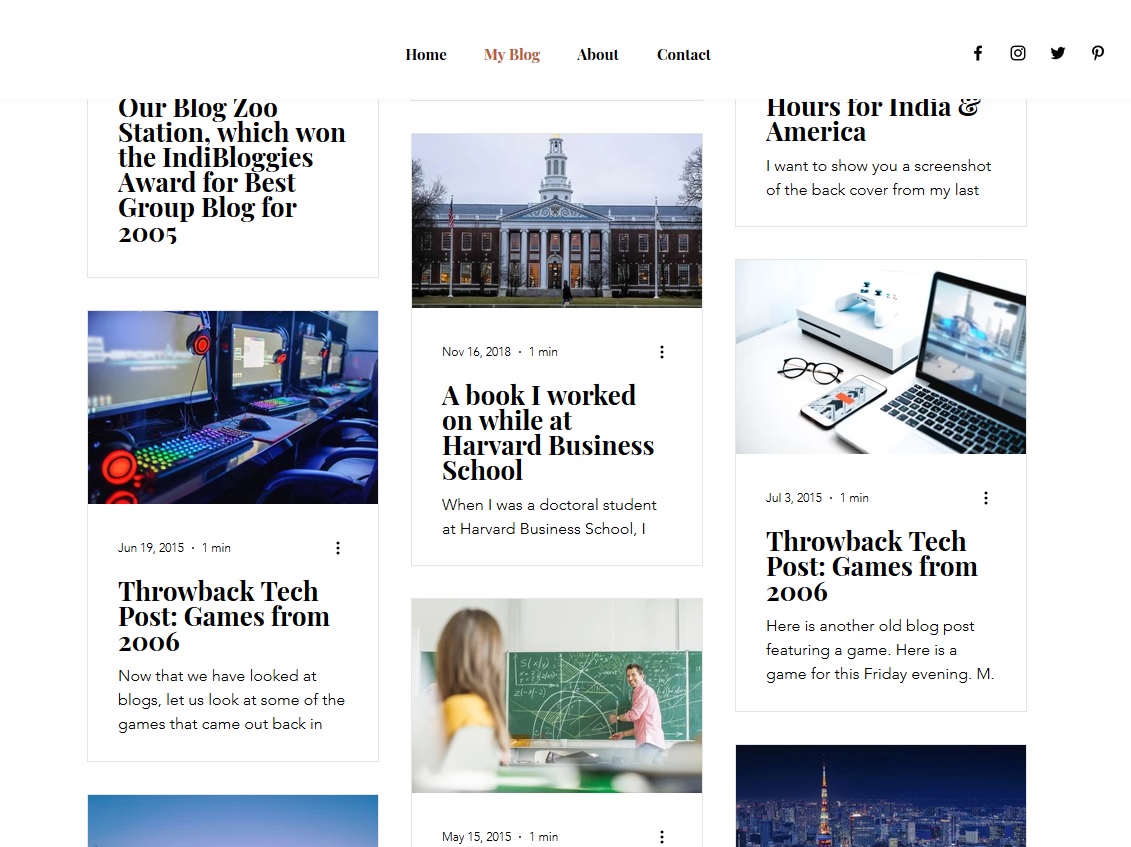 Home
My Blog
About
Contact
Our Blog Zoo
Station, which won
the IndiBloggies
Award for Best
Group Blog for
2005
Jun 19, 2015 · 1 min
Throwback Tech
Post: Games from
2006
Now that we have looked at
blogs, let us look at some of the
games that came out back in
Nov 16, 2018 · 1 min
A book I worked
on while at
Harvard Business
School
When I was a doctoral student
at Harvard Business School, I
May 15, 2015 · 1 min
Hours for India &
America
I want to show you a screenshot
of the back cover from my last
Jul 3, 2015 · 1 min
Throwback Tech
Post: Games from
2006
Here is another old blog post
featuring a game. Here is a
game for this Friday evening. M.